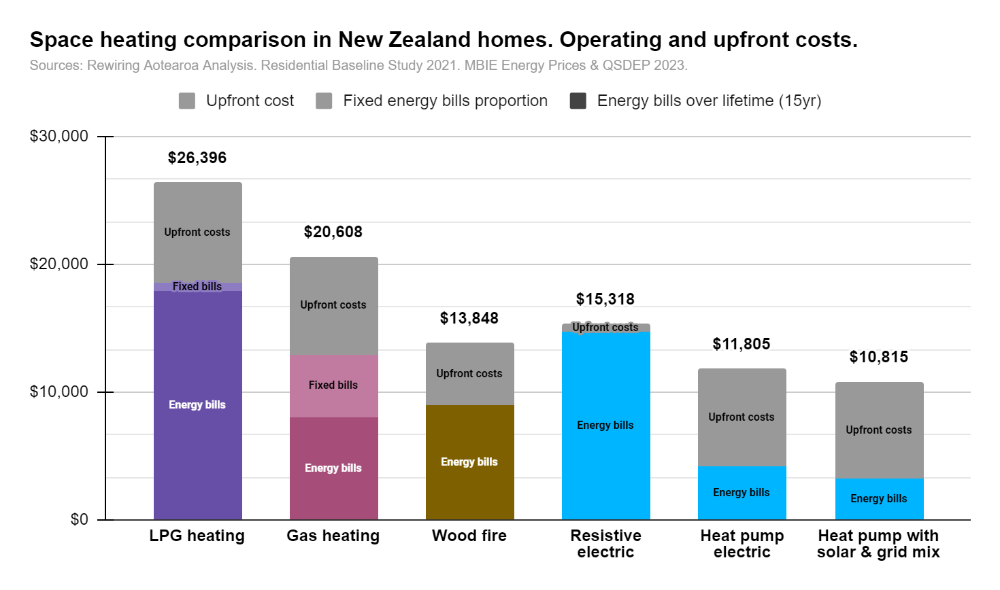 Space heating comparison in New Zealand homes. Operating and upfront costs.
Sources: Rewiring Aotearoa Analysis. Residential Baseline Study 2021. MBIE Energy Prices & QSDEP 2023.
Upfront cost Fixed energy bills proportion Energy bills over lifetime (15yr)
$30,000
$26,396
Upfront costs
Fixed bills
Energy bills
$20,608
Upfront costs
Fixed bills
Energy bills
$20,000
$13,848
Upfront costs
Energy bills
$15,318
Upfront costs
Energy bills
$11,805
Upfront costs
Energy bills
$10,815
Upfront costs
Energy bills
$10,000
$0
LPG heating
Gas heating
Wood fire
Resistive
electric
Heat pump
electric
Heat pump with
solar & grid mix